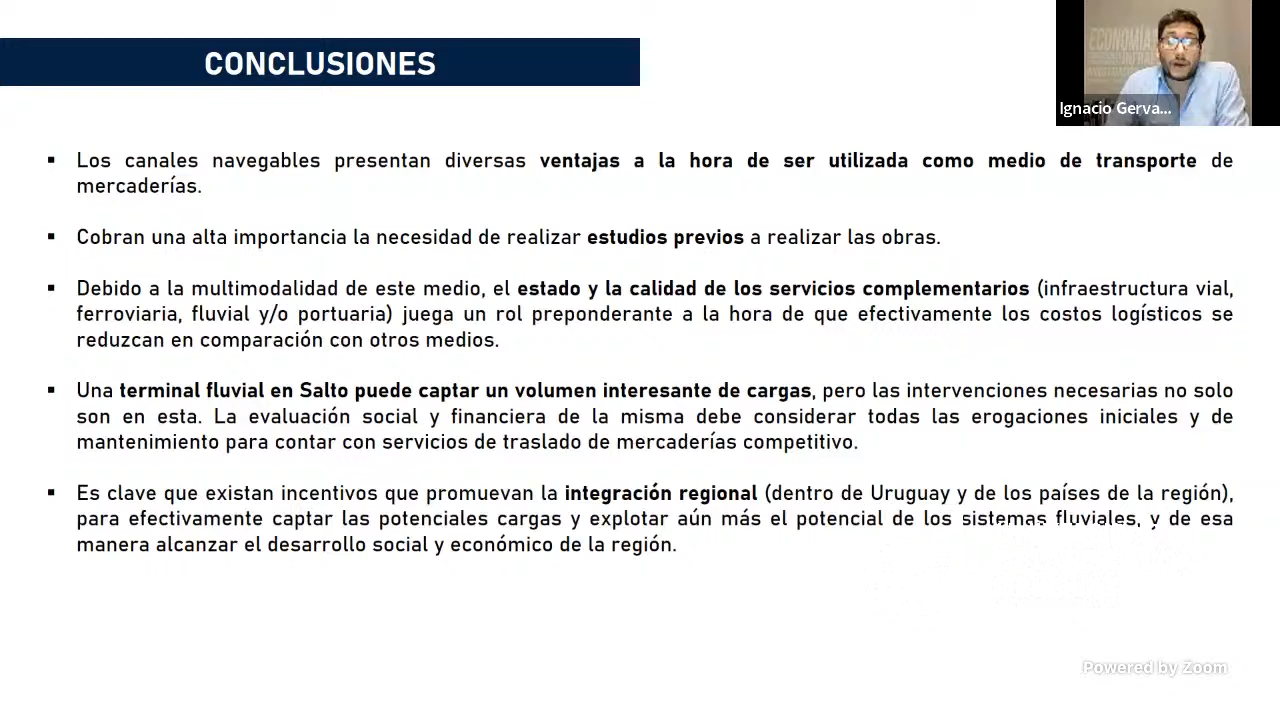 CONCLUSIONES
ECONOMÍA
Ignacio Gerva...
▪ Los canales navegables presentan diversas ventajas a la hora de ser utilizada como medio de transporte de
mercaderías.
▪ Cobran una alta importancia la necesidad de realizar estudios previos a realizar las obras.
▪ Debido a la multimodalidad de este medio, el estado y la calidad de los servicios complementarios (infraestructura vial,
ferroviaria, fluvial y/o portuaria) juega un rol preponderante a la hora de que efectivamente los costos logísticos se
reduzcan en comparación con otros medios.
▪ Una terminal fluvial en Salto puede captar un volumen interesante de cargas, pero las intervenciones necesarias no solo
son en esta. La evaluación social y financiera de la misma debe considerar todas las erogaciones iniciales y de
mantenimiento para contar con servicios de traslado de mercaderías competitivo.
▪ Es clave que existan incentivos que promuevan la integración regional (dentro de Uruguay y de los países de la región),
para efectivamente captar las potenciales cargas y explotar aún más el potencial de los sistemas fluviales, y de esa
manera alcanzar el desarrollo social y económico de la región.
Powered by Zoom